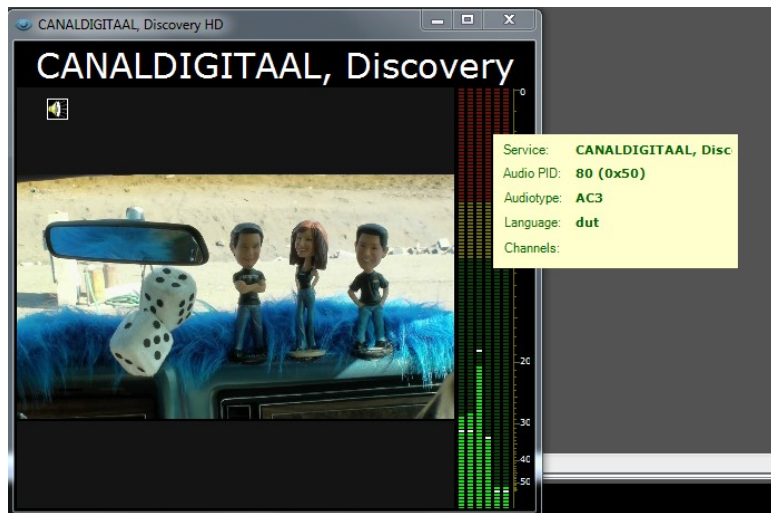 CANALDIGITAAL, Discovery HD
CANALDIGITAAL, Discovery
0
Service: CANALDIGITAAL, Disc
Audio PID: 80 (0x50)
Audiotype: AC3
Language: dut
Channels:
20
30
40
50